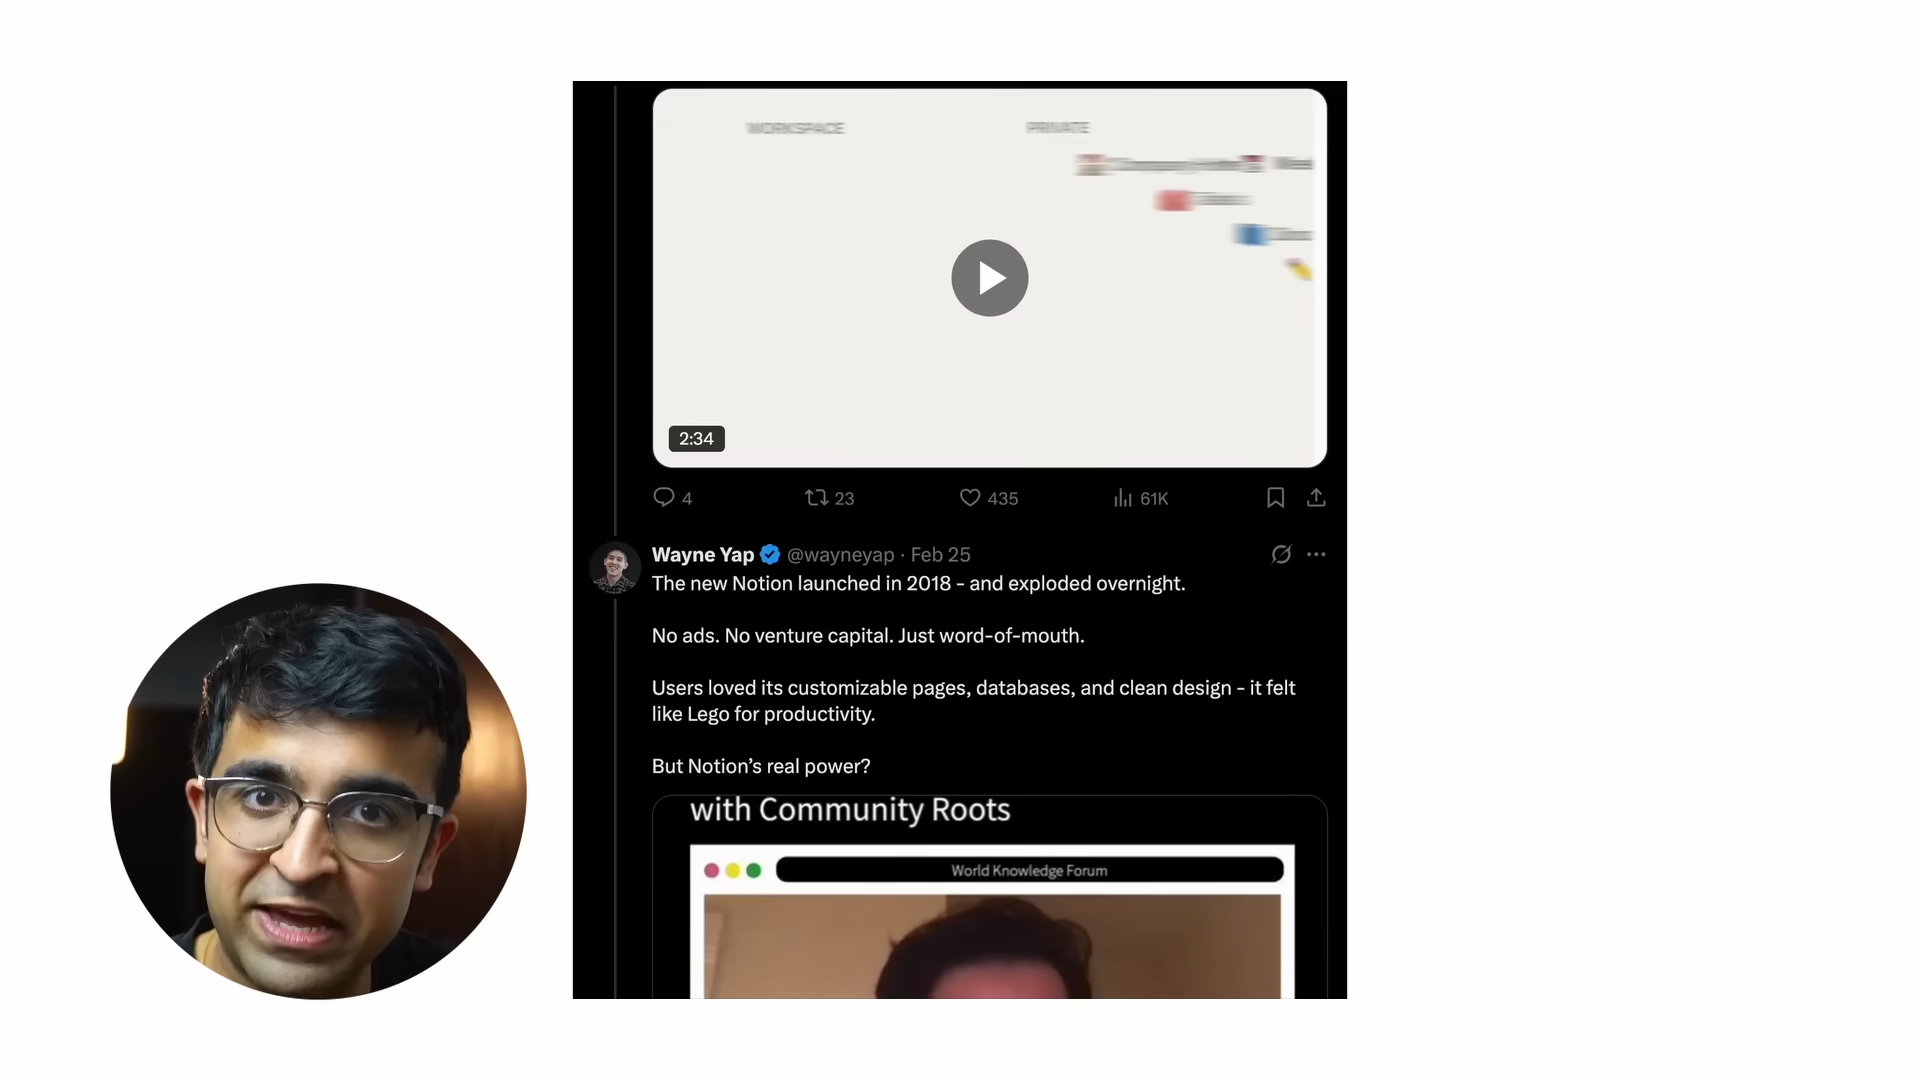 WORKSPACE
PRIVATE
2:34
4
23
435
61K
Wayne Yap @wayneyap · Feb 25
The new Notion launched in 2018 - and exploded overnight.
No ads. No venture capital. Just word-of-mouth.
Users loved its customizable pages, databases, and clean design - it felt
like Lego for productivity.
But Notion’s real power?
with Community Roots
World Knowledge Forum